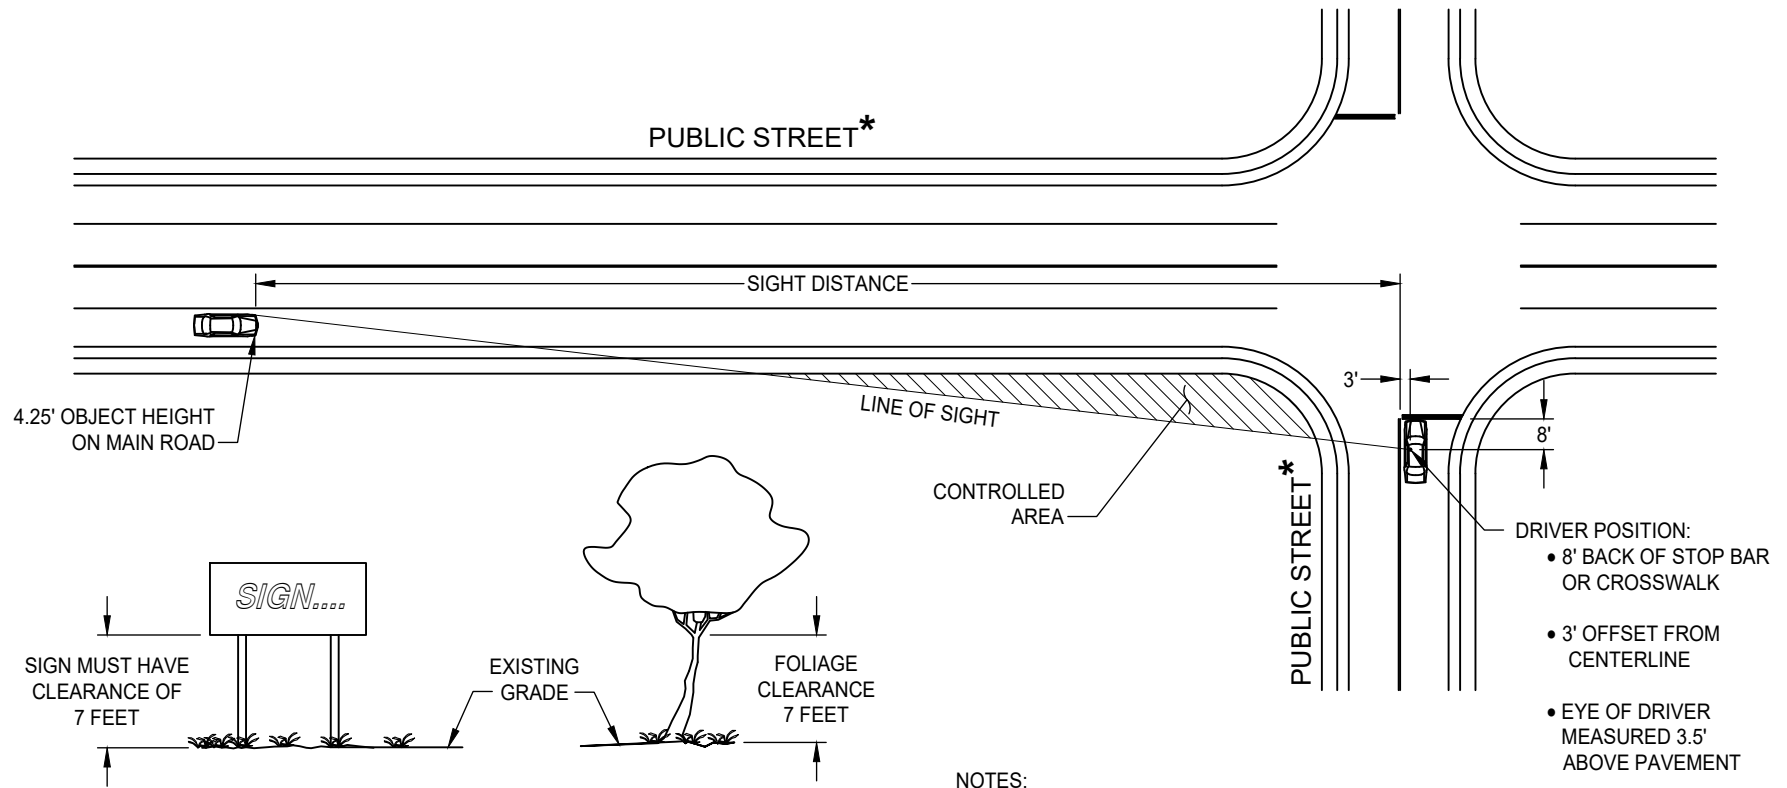 PUBLIC STREET*
SIGHT DISTANCE
3'
4.25' OBJECT HEIGHT
ON MAIN ROAD
LINE OF SIGHT
8'
CONTROLLED
AREA
PUBLIC STREET*
DRIVER POSITION:
• 8' BACK OF STOP BAR
OR CROSSWALK
• 3' OFFSET FROM
CENTERLINE
• EYE OF DRIVER
MEASURED 3.5'
ABOVE PAVEMENT
SIGN....
SIGN MUST HAVE
CLEARANCE OF
7 FEET
EXISTING
GRADE
FOLIAGE
CLEARANCE
7 FEET
NOTES: